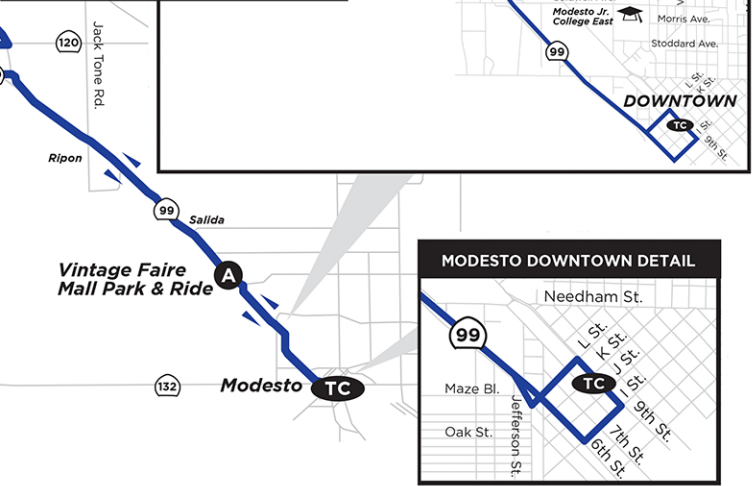 120
Jack Tone Rd.
Modesto Jr.
College East
Morris Ave.
Stoddard Ave.
99
L St.
K St.
DOWNTOWN
TC
I St.
9th St.
Ripon
99
Salida
Vintage Faire
Mall Park & Ride
A
132
Modesto
TC
MODESTO DOWNTOWN DETAIL
Needham St.
99
L St.
K St.
J St.
I St.
TC
Maze Bl.
Jefferson St.
Oak St.
9th St.
7th St.
6th St.